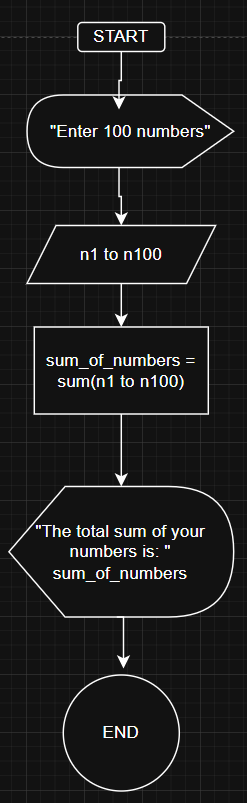 START
"Enter 100 numbers"
n1 to n100
sum_of_numbers =
sum(n1 to n100)
"The total sum of your
numbers is: "
sum_of_numbers
END